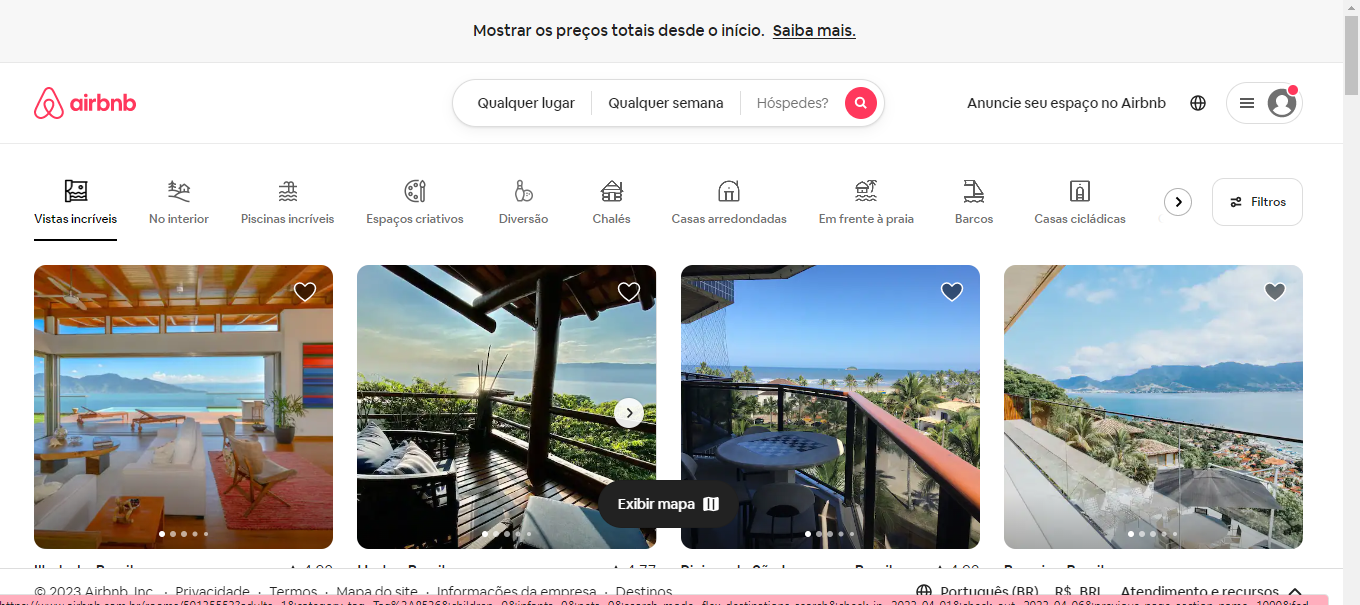 Mostrar os preços totais desde o início. Saiba mais.
airbnb
Qualquer lugar
Qualquer semana
Hóspedes?
Anuncie seu espaço no Airbnb
Vistas incríveis
No interior
Piscinas incríveis
Espaços criativos
Diversão
Chalés
Casas arredondadas
Em frente à praia
Barcos
Casas cicládicas
Filtros
Exibir mapa
© 2023 Airbnb, Inc. · Privacidade · Termos · Mapa do site · Informações da empresa · Destinos
Português (BR) R$ BRL Atendimento e recursos